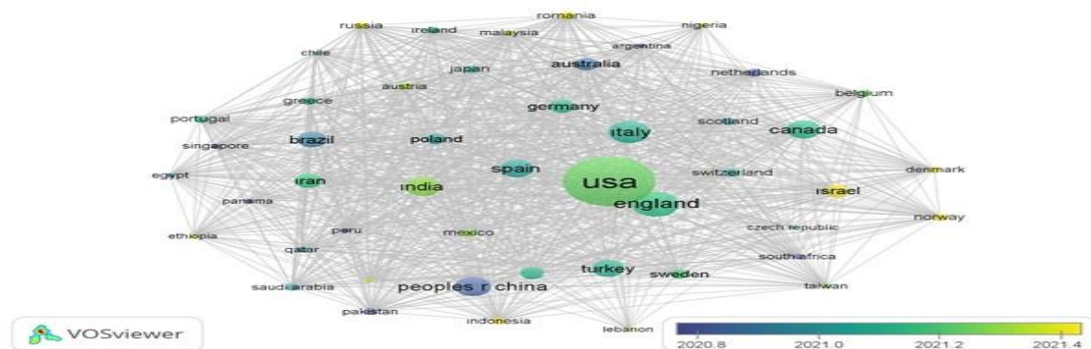 romania
russia
nigeria
ireland
malaysia
argentina
chile
australia
japan
netherlands
austria
belgium
greece
germany
portugal
scotland
canada
italy
brazil
poland
singapore
spain
switzerland
denmark
egypt
iran
india
usa
israel
panama
england
norway
peru
czech republic
ethiopia
mexico
qatar
south africa
turkey
sweden
saudi arabia
peoples r china
taiwan
pakistan
indonesia
lebanon
VOSviewer
2020.8 2021.0 2021.2 2021.4